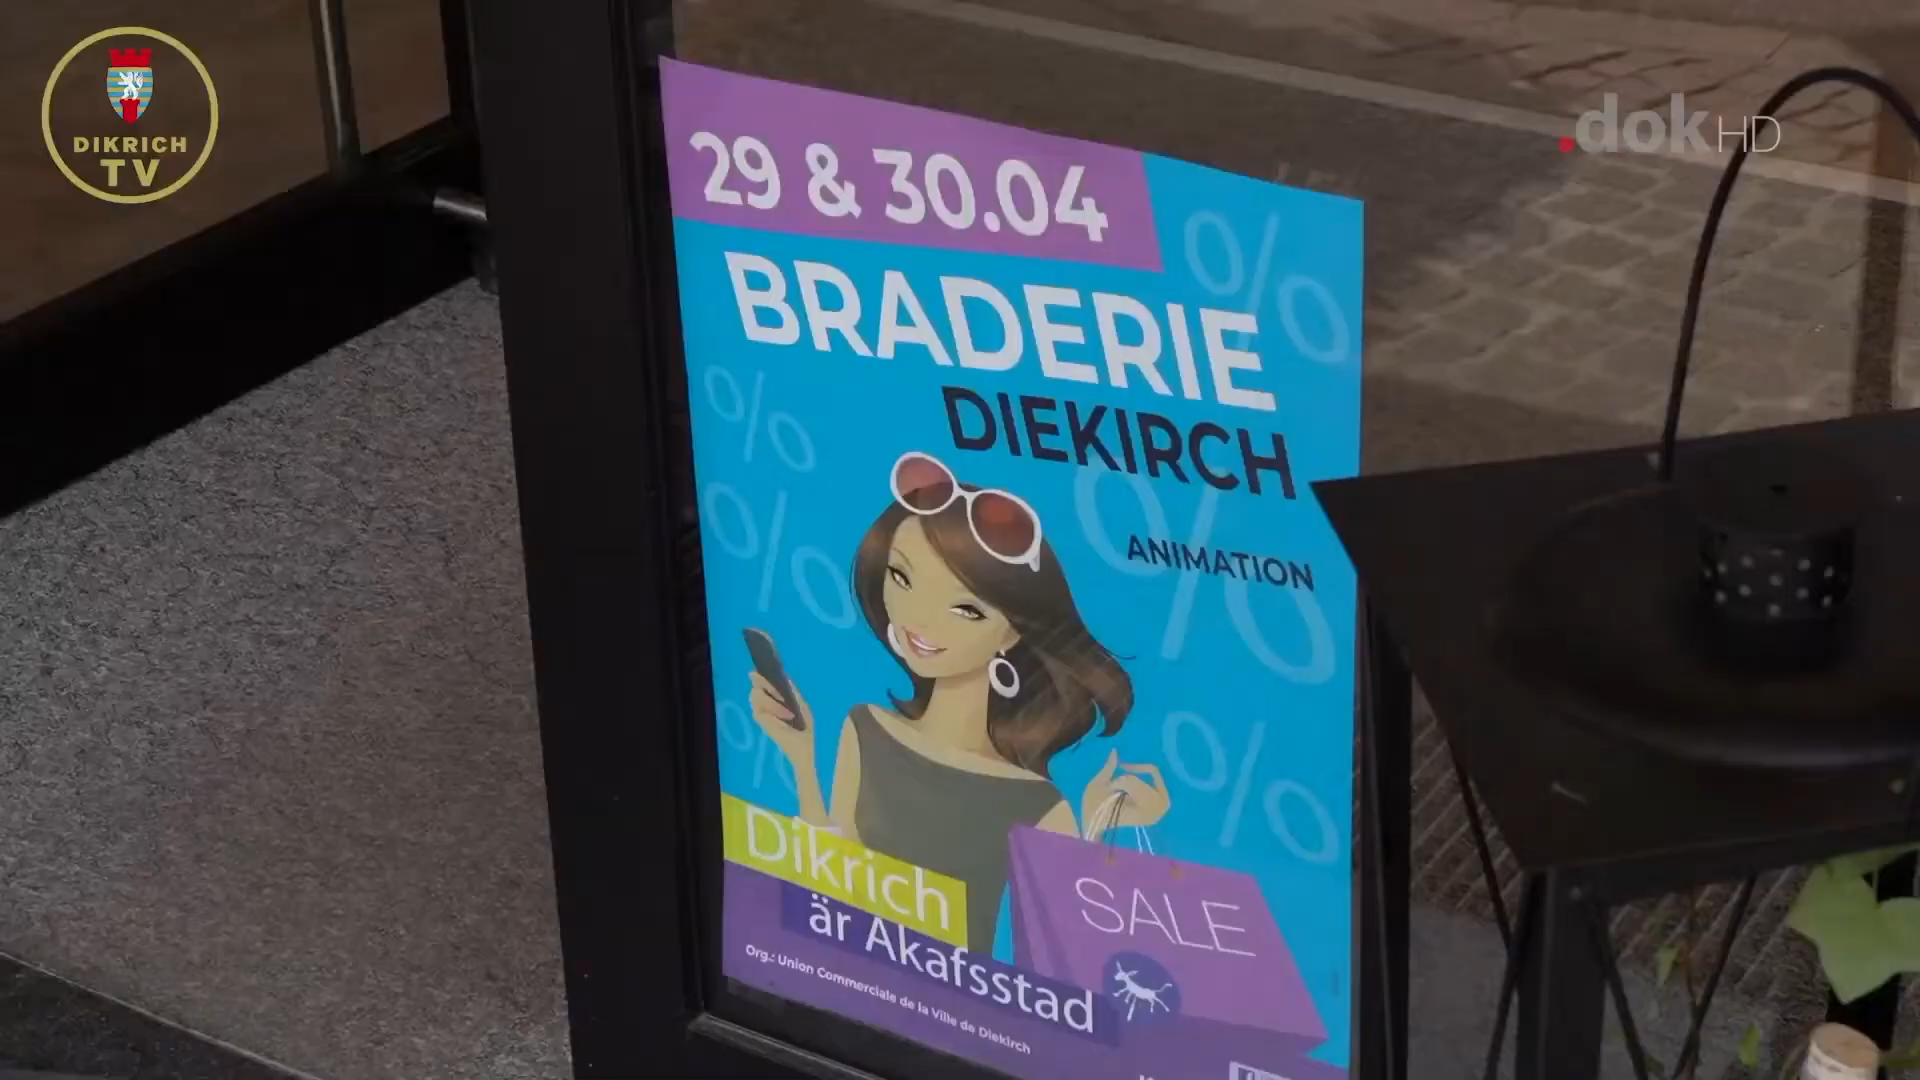 DIKRICH
TV
.dokHD
29 & 30.04
BRADERIE
DIEKIRCH
ANIMATION
SALE
Dikrich
är Akafsstad
Org.: Union Commerciale de la Ville de Diekirch